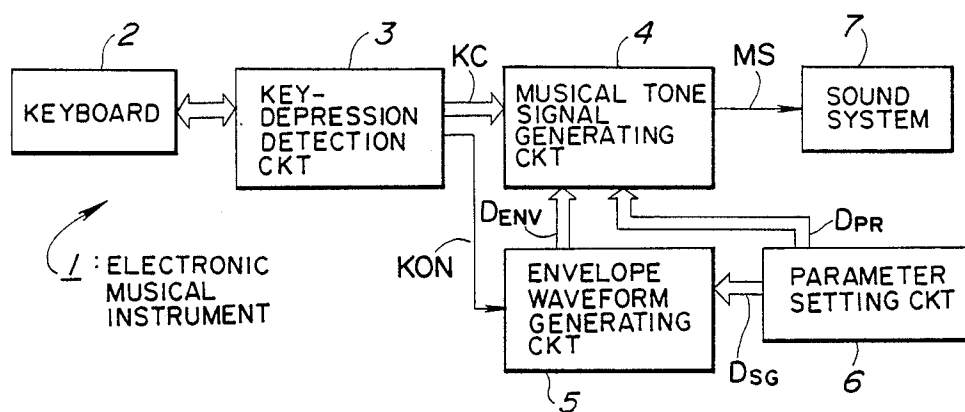 2
3
4
7
KEYBOARD
KEY-
DEPRESSION
DETECTION
CKT
KC
MUSICAL TONE
SIGNAL
GENERATING
CKT
MS
SOUND
SYSTEM
1 : ELECTRONIC
MUSICAL
INSTRUMENT
KON
DENV
DPR
ENVELOPE
WAVEFORM
GENERATING
CKT
PARAMETER
SETTING CKT
DSG
5
6